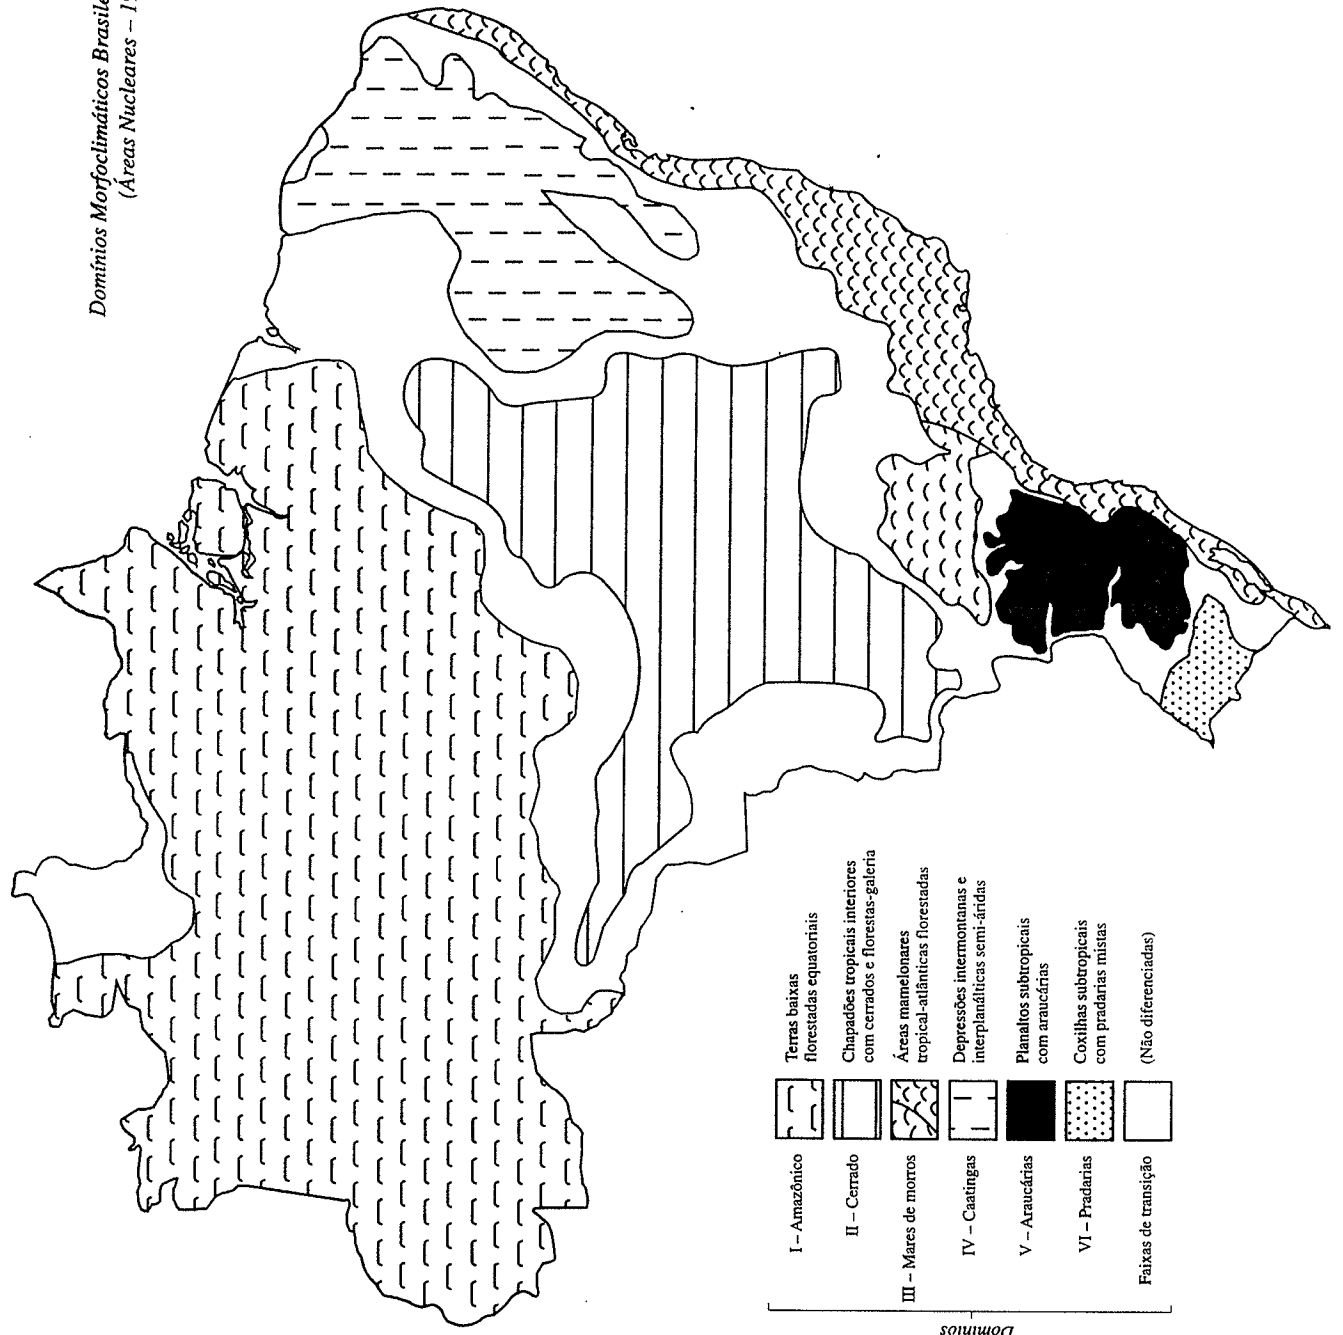 Domínios Morfoclimáticos
(Áreas Nucleares –
Domínios
I – Amazônico
Terras baixas
florestadas equatoriais
II – Cerrado
Chapadões tropicais interiores
com cerrados e florestas-galeria
III – Mares de morros
Áreas mamelonares
tropical-atlânticas florestadas
IV – Caatingas
Depressões intermontanas e
interplanálticas semi-áridas
V – Araucárias
Planaltos subtropicais
com araucárias
VI – Pradarias
Coxilhas subtropicais
com pradarias mistas
Faixas de transição
(Não diferenciadas)